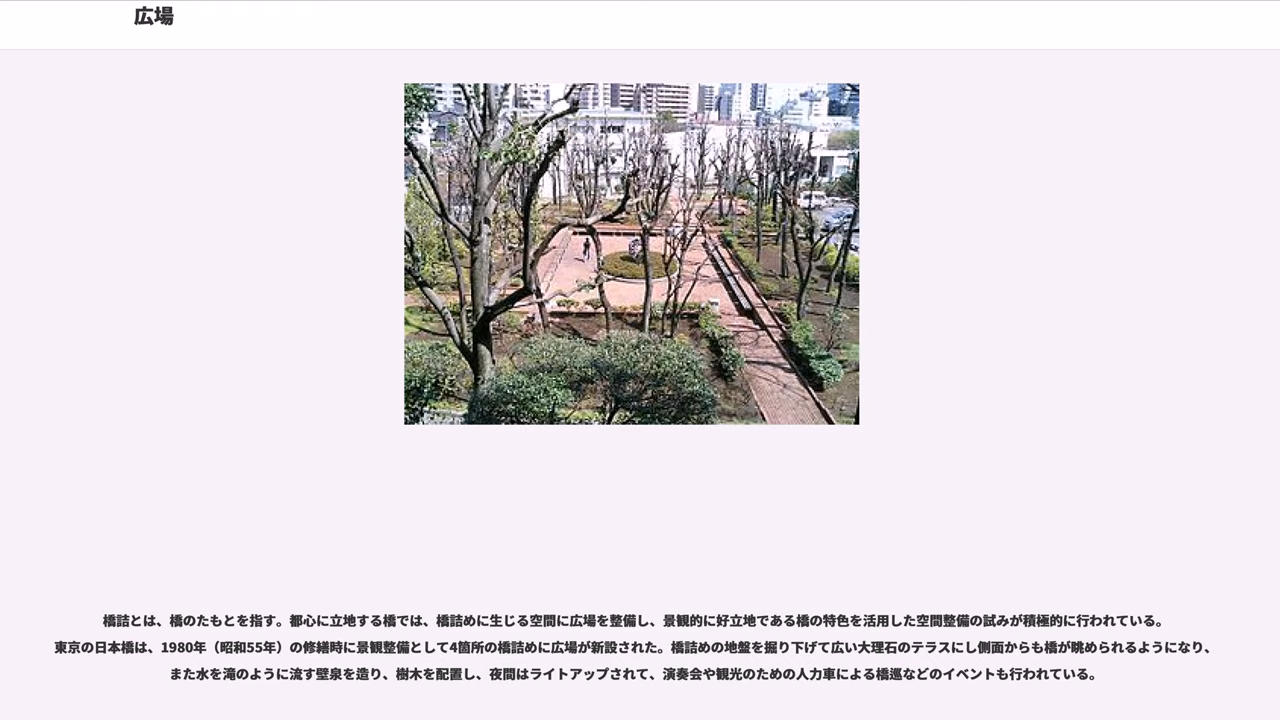 広場
橋詰とは、橋のたもとを指す。都心に立地する橋では、橋詰めに生じる空間に広場を整備し、景観的に好立地である橋の特色を活用した空間整備の試みが積極的に行われている。
東京の日本橋は、1980年（昭和55年）の修繕時に景観整備として4箇所の橋詰めに広場が新設された。橋詰めの地盤を掘り下げて広い大理石のテラスにし側面からも橋が眺められるようになり、
また水を滝のように流す壁泉を造り、樹木を配置し、夜間はライトアップされて、演奏会や観光のための人力車による橋巡などのイベントも行われている。